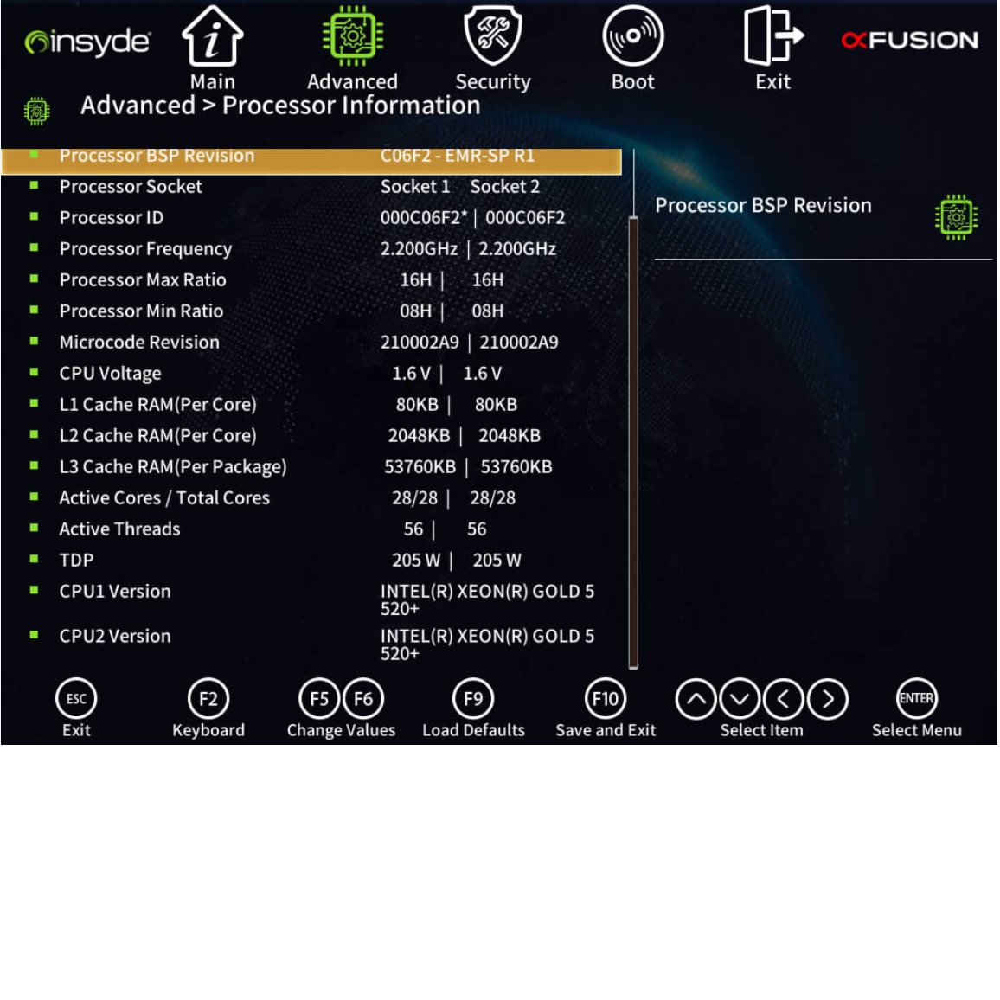 insyde
Main
Advanced
Security
Boot
Exit
FUSION
Advanced > Processor Information
Processor BSP Revision C06F2 - EMR-SP R1
Processor Socket Socket 1 Socket 2
Processor BSP Revision
Processor ID 000C06F2* | 000C06F2
Processor Frequency 2.200GHz | 2.200GHz
Processor Max Ratio 16H | 16H
Processor Min Ratio 08H | 08H
Microcode Revision 210002A9 | 210002A9
CPU Voltage 1.6 V | 1.6 V
L1 Cache RAM(Per Core) 80KB | 80KB
L2 Cache RAM(Per Core) 2048KB | 2048KB
L3 Cache RAM(Per Package) 53760KB | 53760KB
Active Cores / Total Cores 28/28 | 28/28
Active Threads 56 | 56
TDP 205 W | 205 W
CPU1 Version INTEL(R) XEON(R) GOLD 5
520+
CPU2 Version INTEL(R) XEON(R) GOLD 5
520+
ESC F2 F5 F6 F9 F10 ENTER
Exit Keyboard Change Values Load Defaults Save and Exit Select Item Select Menu